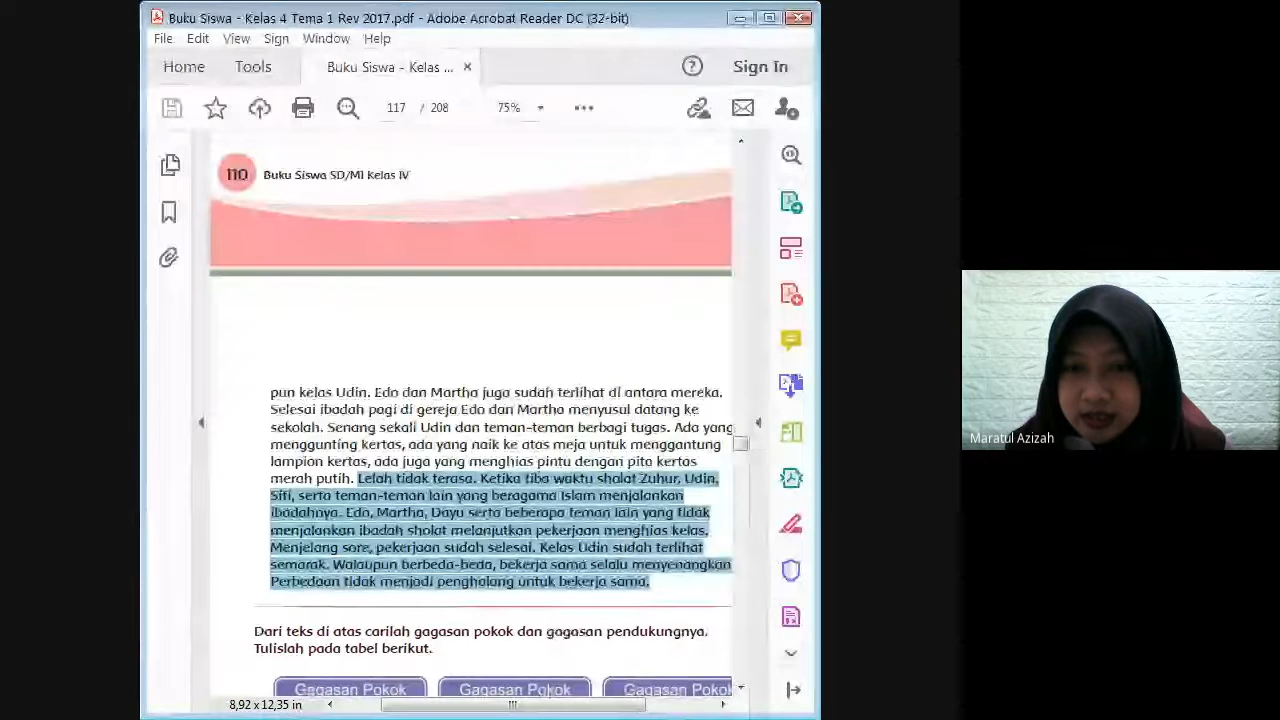 Buku Siswa - Kelas 4 Tema 1 Rev 2017.pdf - Adobe Acrobat Reader DC (32-bit)
File Edit View Sign Window Help
Home Tools Buku Siswa - Kelas ... × Sign In
117 / 208 75%
110 Buku Siswa SD/MI Kelas IV
pun kelas Udin. Edo dan Martha juga sudah terlihat di antara mereka.
Selesai ibadah pagi di gereja Edo dan Martha menyusul datang ke
sekolah. Senang sekali Udin dan teman-teman berbagi tugas. Ada yang
menggunting kertas, ada yang naik ke atas meja untuk menggantung
lampion kertas, ada juga yang menghias pintu dengan pita kertas
merah putih. Lelah tidak terasa. Ketika tiba waktu sholat Zuhur, Udin,
Siti, serta teman-teman lain yang beragama Islam menjalankan
ibadahnya. Edo, Martha, Dayu serta beberapa teman lain yang tidak
menjalankan ibadah sholat melanjutkan pekerjaan menghias kelas.
Menjelang sore, pekerjaan sudah selesai. Kelas Udin sudah terlihat
semarak. Walaupun berbeda-beda, bekerja sama selalu menyenangkan
Perbedaan tidak menjadi penghalang untuk bekerja sama.
Dari teks di atas carilah gagasan pokok dan gagasan pendukungnya.
Tulislah pada tabel berikut.
Gagasan Pokok Gagasan Pokok Gagasan Pokok
8,92 x 12,35 in
Maratul Azizah